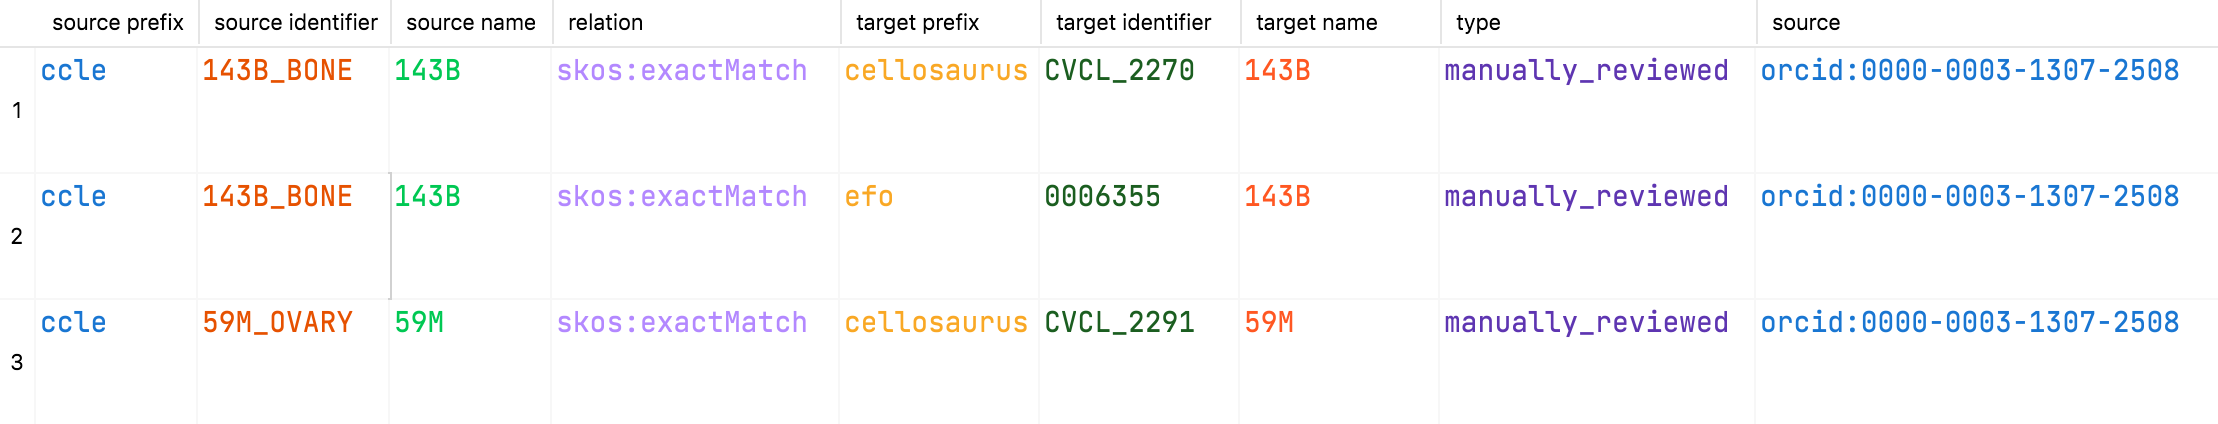 source prefix source identifier source name relation target prefix target identifier target name type source
1 ccle 143B_BONE 143B skos:exactMatch cellosaurus CVCL_2270 143B manually_reviewed orcid:0000-0003-1307-2508
2 ccle 143B_BONE 143B skos:exactMatch efo 0006355 143B manually_reviewed orcid:0000-0003-1307-2508
3 ccle 59M_OVARY 59M skos:exactMatch cellosaurus CVCL_2291 59M manually_reviewed orcid:0000-0003-1307-2508